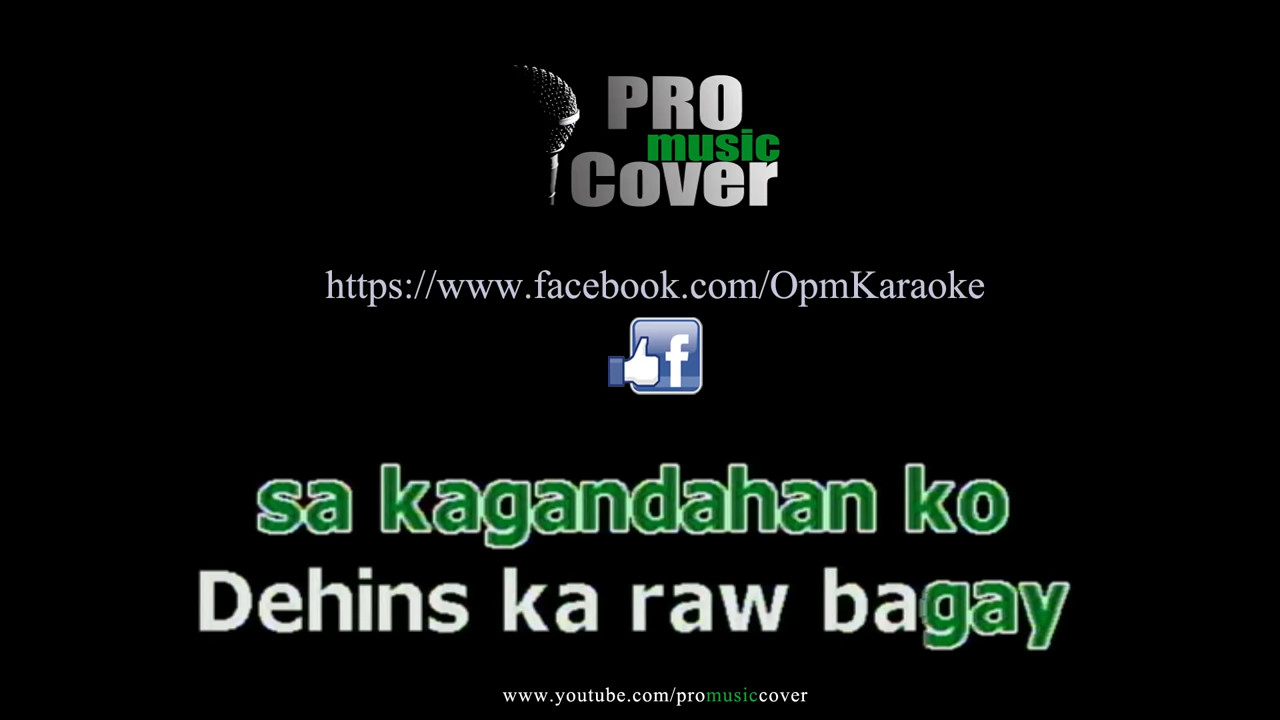 PRO
music
Cover
https://www.facebook.com/OpmKaraoke
f
sa kagandahan ko
Dehins ka raw bagay
www.youtube.com/promusiccover